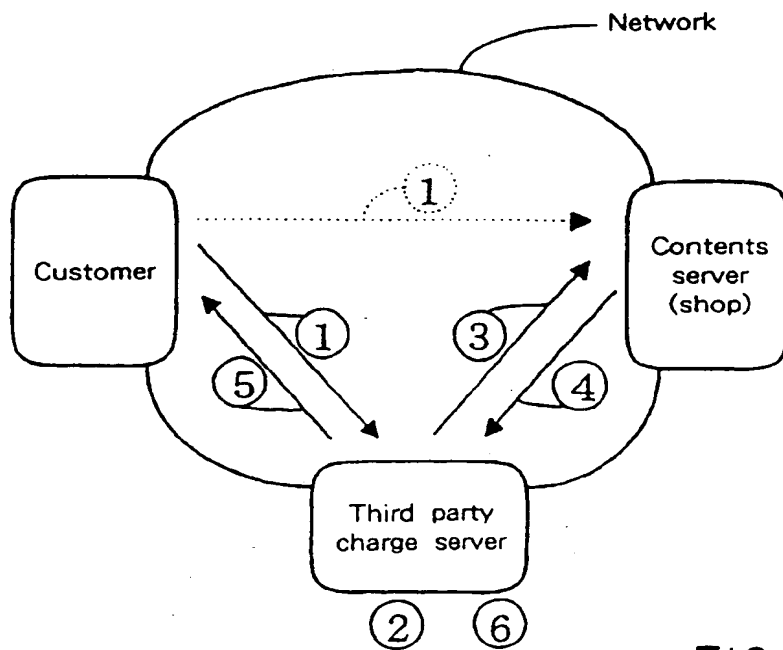 Network
1
Customer
Contents
server
(shop)
1
3
5
4
Third party
charge server
2
6